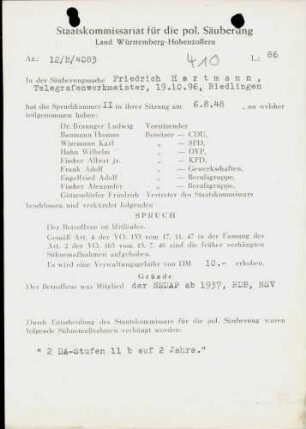 Staatskommissariat für die pol. Säuberung
Land Württemberg-Hohenzollern
Az.: 12/H/4083
410
L.: 86
In der Säuberungssache Friedrich Hartmann,
Telegrafenwerkmeister, 19.10.96, Riedlingen
hat die Spruchkammer II in ihrer Sitzung am 6.8.48, an welcher
teilgenommen haben:
Dr. Ludwig Vorsitzender
Baumann Thomas Beisitzer — CDU,
Karl „ — SPD,
Hahn Wilhelm „ — DVP,
Fischer Albert jr. „ — KPD,
Frank Adolf „ — Gewerkschaften,
Engelfried Adolf „ — Berufsgruppe,
Fischer Alexander „ — Berufsgruppe,
Friedrich Vertreter des Staatskommissars
beschlossen und verkündet folgenden
SPRUCH
Der Betroffene ist Mitläufer.
Gemäß Art. 4 der VO. 133 vom 17. 11. 47 in der Fassung des
Art. 2 der VO. 165 vom 13. 7. 48 sind die früher verhängten
Sühnemaßnahmen aufgehoben.
Es wird eine Verwaltungsgebühr von DM 10.- erhoben.
Gründe
Der Betroffene war Mitglied der NSDAP ab 1937, RDB, NSV
Durch Entscheidung des Staatskommissars für die pol. Säuberung waren
folgende Sühnemaßnahmen verhängt worden:
" 2 DA-Stufen 11 b auf 2 Jahre."